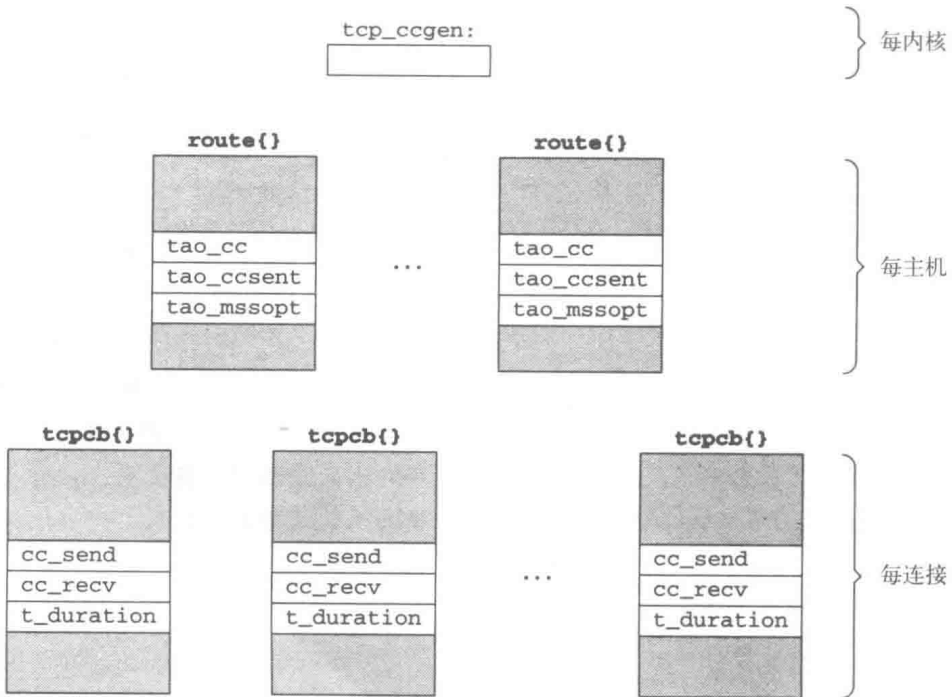 tcp_ccgen:
每内核
route{}
route{}
tao_cc
tao_ccsent
tao_mssopt
...
tao_cc
tao_ccsent
tao_mssopt
每主机
tcpcb{}
tcpcb{}
tcpcb{}
cc_send
cc_recv
t_duration
cc_send
cc_recv
t_duration
...
cc_send
cc_recv
t_duration
每连接